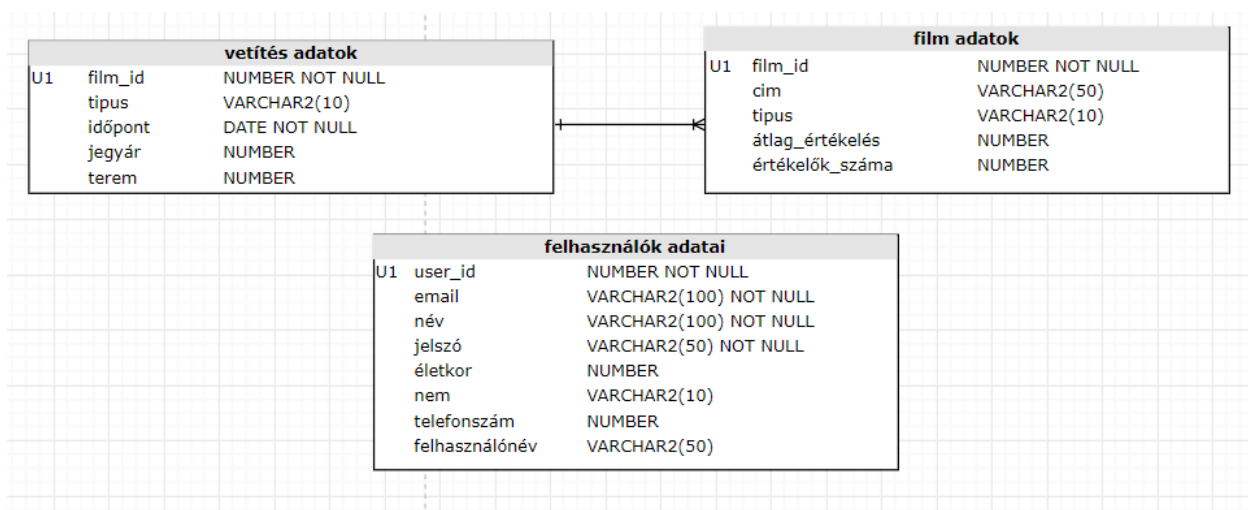 vetítés adatok
U1 film_id NUMBER NOT NULL
tipus VARCHAR2(10)
időpont DATE NOT NULL
jegyár NUMBER
terem NUMBER
film adatok
U1 film_id NUMBER NOT NULL
cim VARCHAR2(50)
tipus VARCHAR2(10)
átlag_értékelés NUMBER
értékelők_száma NUMBER
felhasználók adatai
U1 user_id NUMBER NOT NULL
email VARCHAR2(100) NOT NULL
név VARCHAR2(100) NOT NULL
jelszó VARCHAR2(50) NOT NULL
életkor NUMBER
nem VARCHAR2(10)
telefonszám NUMBER
felhasználónév VARCHAR2(50)